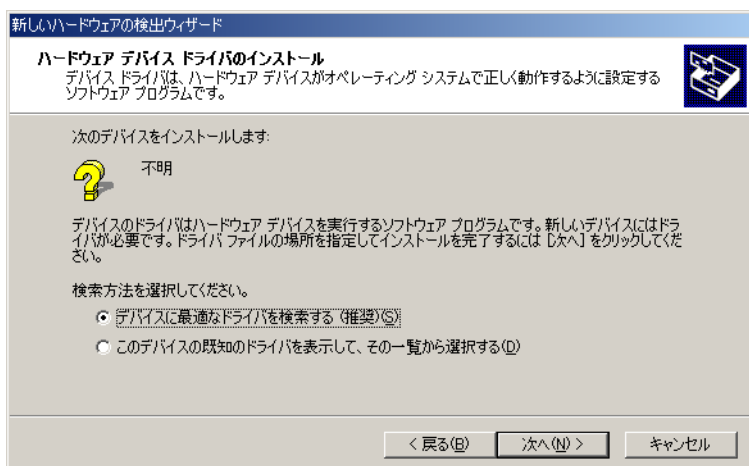 新しいハードウェアの検出ウィザード
ハードウェア デバイス ドライバのインストール
デバイス ドライバは、ハードウェア デバイスがオペレーティング システムで正しく動作するように設定する
ソフトウェア プログラムです。
次のデバイスをインストールします:
不明
デバイスのドライバはハードウェア デバイスを実行するソフトウェア プログラムです。新しいデバイスにはドラ
イバが必要です。ドライバ ファイルの場所を指定してインストールを完了するには [次へ] をクリックしてくだ
さい。
検索方法を選択してください。
デバイスに最適なドライバを検索する (推奨)(S)
このデバイスの既知のドライバを表示して、その一覧から選択する(D)
< 戻る(B) 次へ(N) > キャンセル